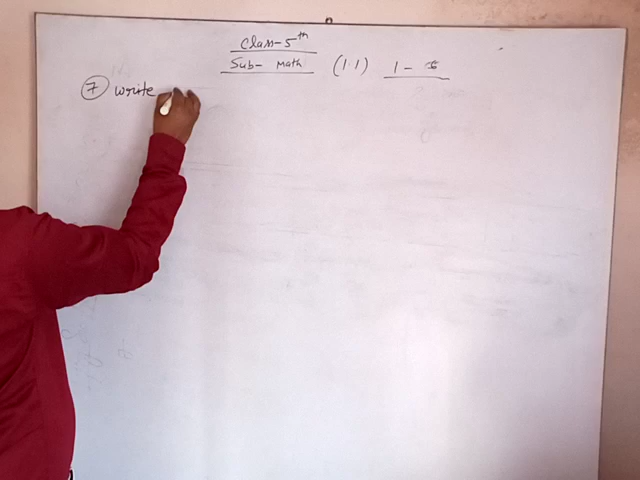 Class-5th
Sub- Math (1.1) 1-
7 write